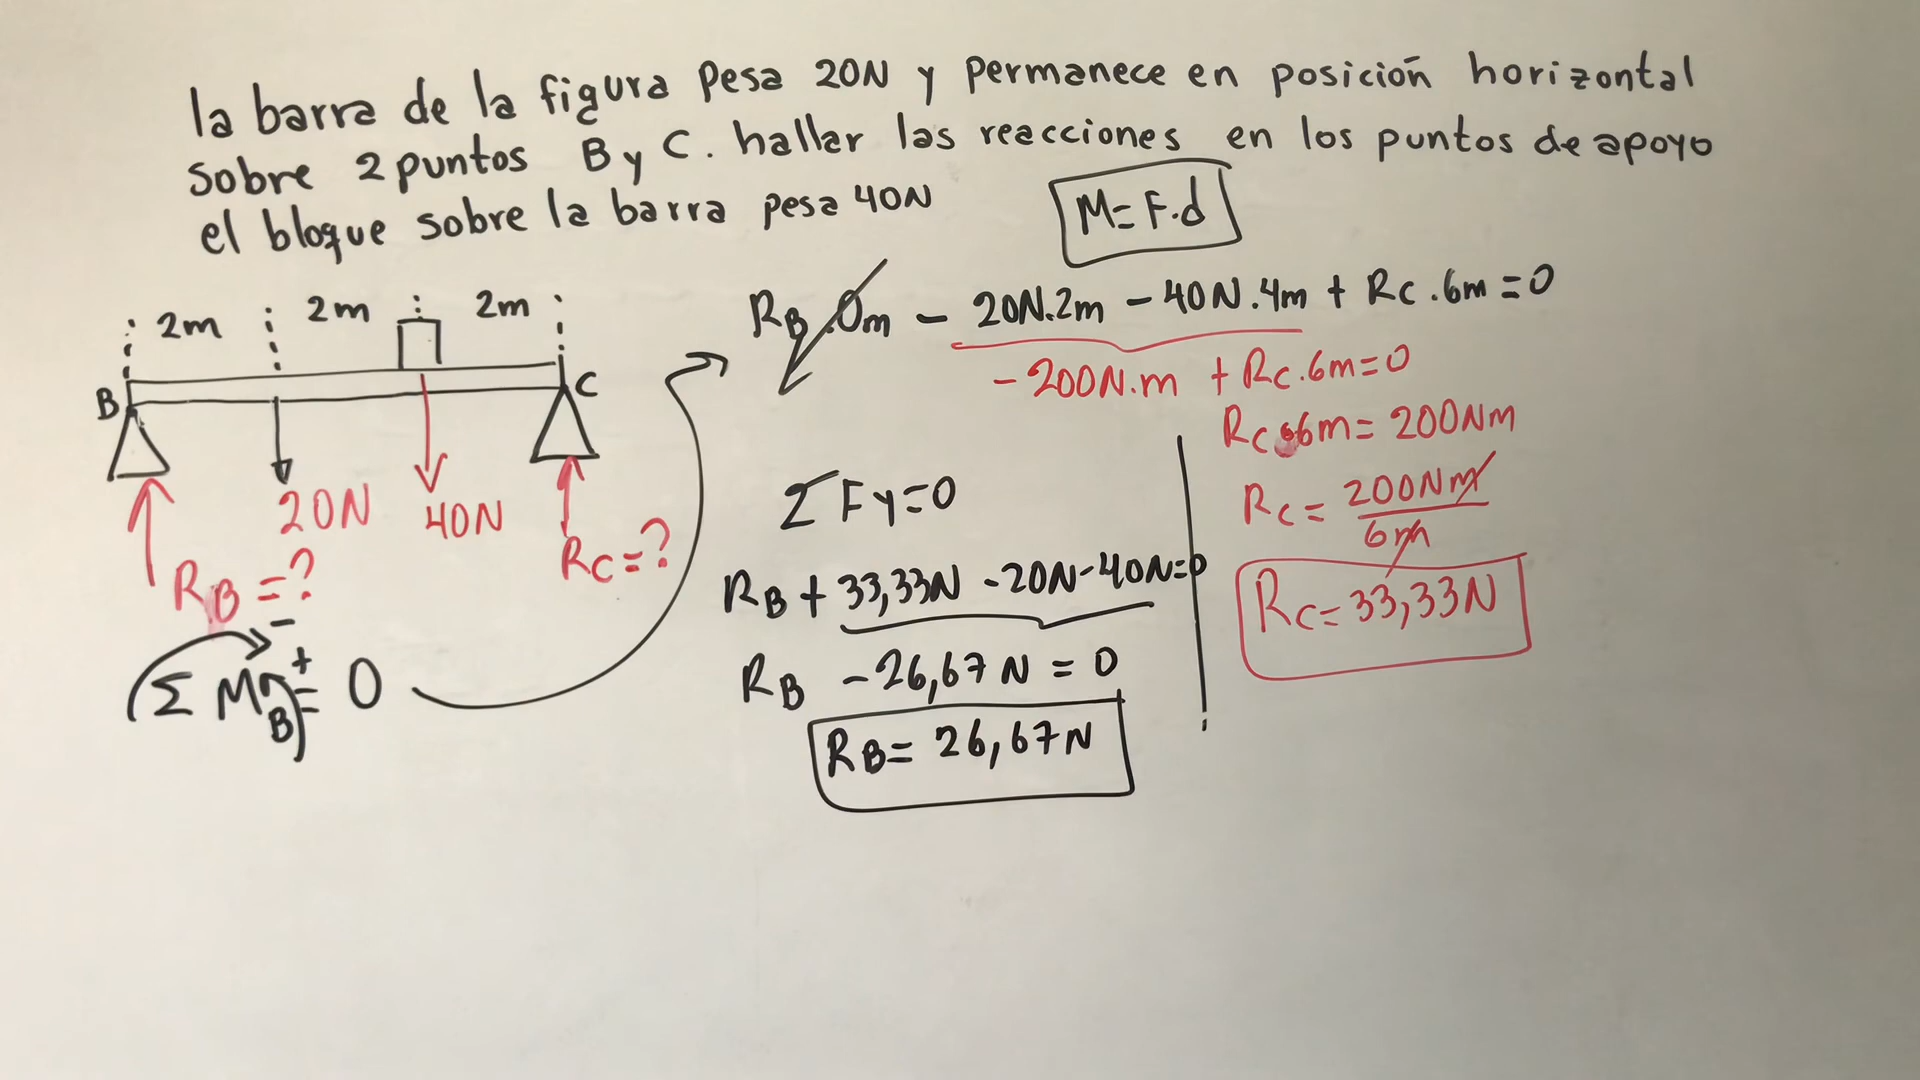 la barra de la figura Pesa 20N y permanece en posición horizontal
sobre 2 puntos B y C. hallar las reacciones en los puntos de apoyo
el bloque sobre la barra pesa 40N
M=F.d
2m 2m 2m
B C
20N 40N
RB=? RC=?
ΣMB=0
- +
RB.0m - 20N.2m - 40N.4m + RC.6m=0
-200N.m + RC.6m=0
RC.6m= 200Nm
RC= 200Nm
6m
RC=33,33N
ΣFy=0
RB+33,33N-20N-40N=0
RB -26,67N=0
RB= 26,67N